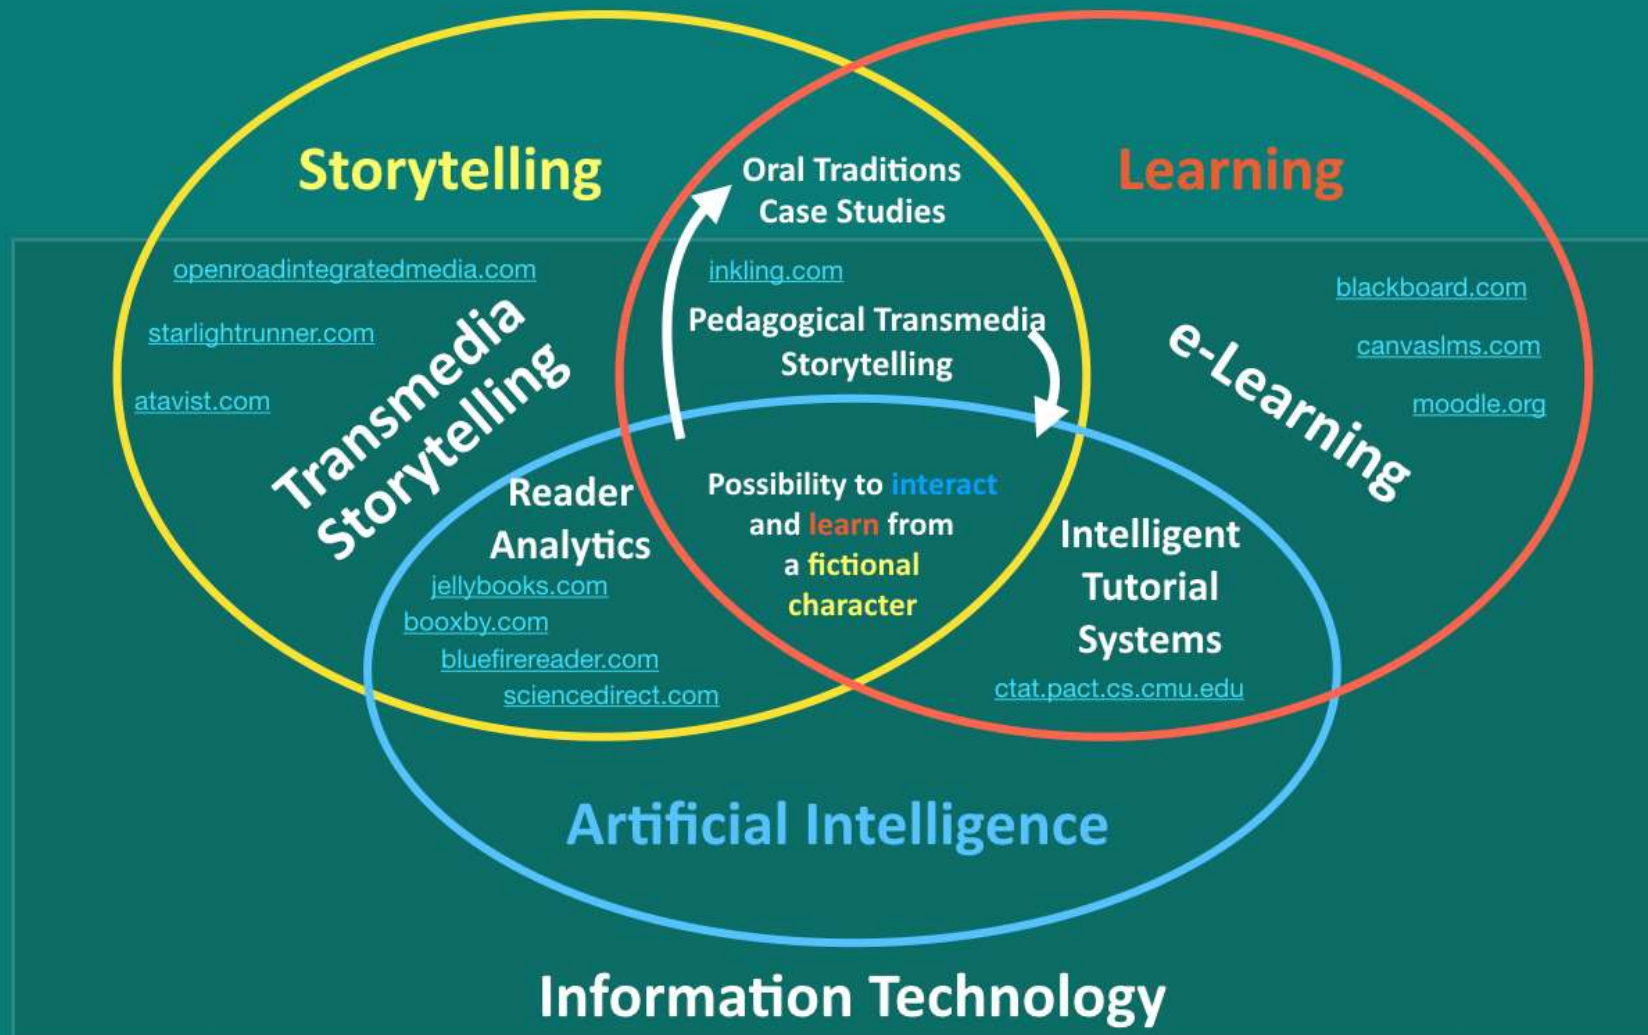 Storytelling
Learning
Oral Traditions
Case Studies
openroadintegratedmedia.com
starlightrunner.com
atavist.com
Transmedia
Storytelling
inkling.com
Pedagogical Transmedia
Storytelling
blackboard.com
canvaslms.com
moodle.org
e-Learning
Reader
Analytics
jellybooks.com
booxby.com
bluefirereader.com
sciencedirect.com
Possibility to interact
and learn from
a fictional
character
Intelligent
Tutorial
Systems
ctat.pact.cs.cmu.edu
Artificial Intelligence
Information Technology